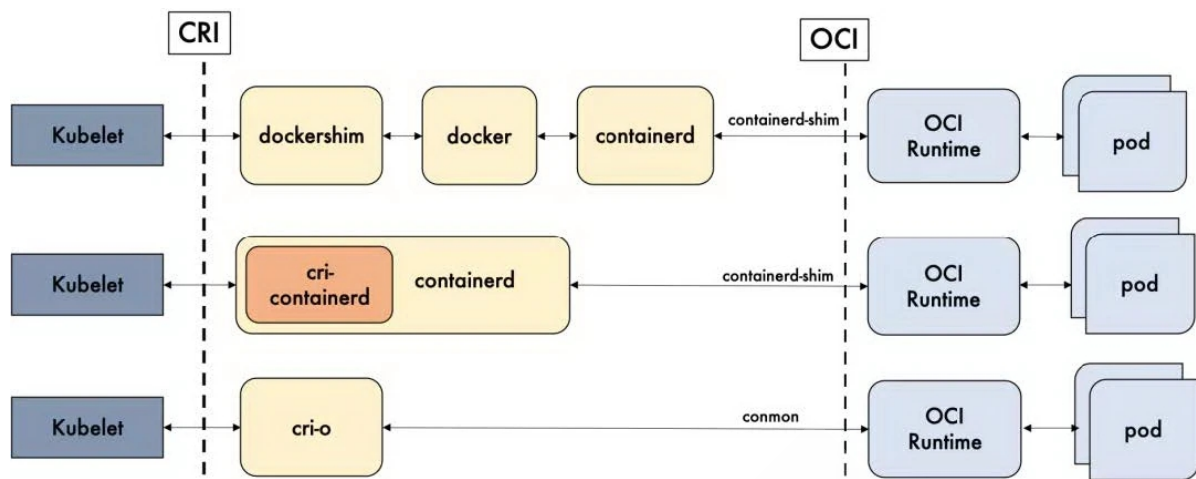 CRI
OCI
Kubelet
dockershim
docker
containerd
containerd-shim
OCI
Runtime
pod
Kubelet
cri-
containerd
containerd
containerd-shim
OCI
Runtime
pod
Kubelet
cri-o
conmon
OCI
Runtime
pod